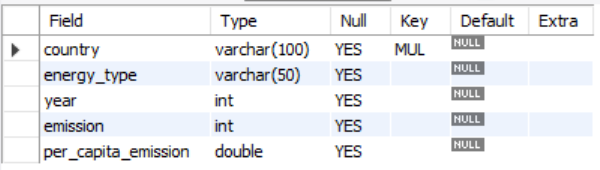 Field Type Null Key Default Extra
country varchar(100) YES MUL NULL
energy_type varchar(50) YES NULL
year int YES NULL
emission int YES NULL
per_capita_emission double YES NULL